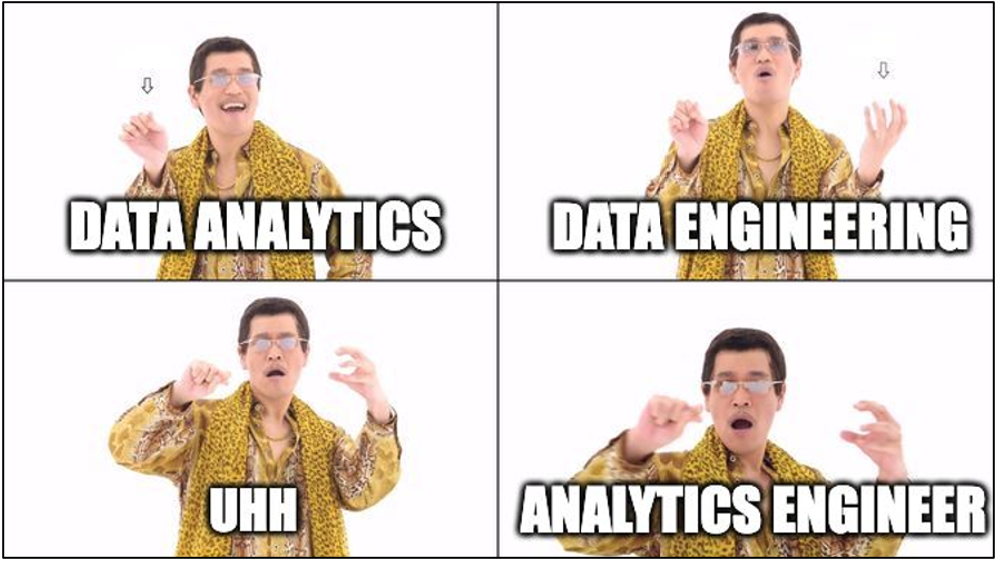 DATA ANALYTICS
DATA ENGINEERING
UHH
ANALYTICS ENGINEER